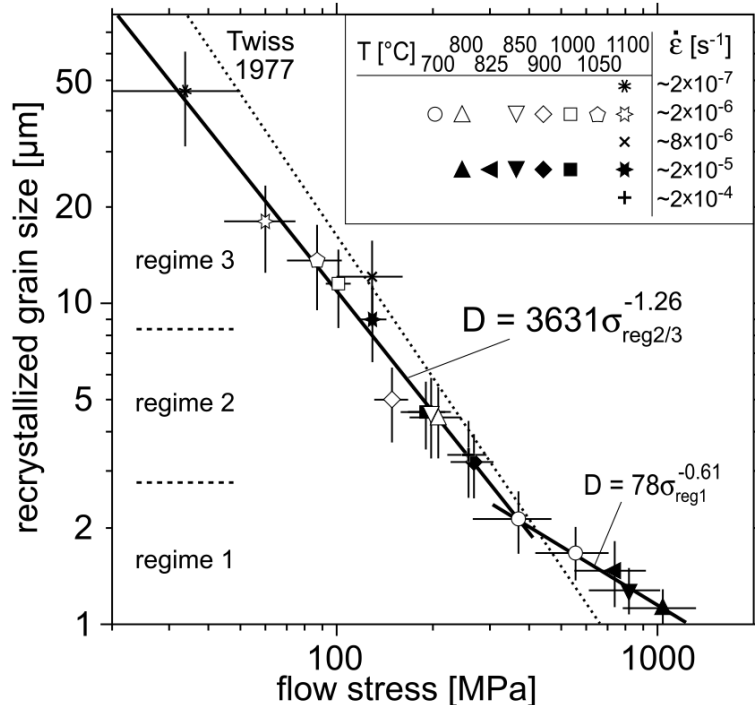 Twiss
1977
T [°C] 800 850 1000 1100 ε̇ [s⁻¹]
700 825 900 1050
~2x10⁻⁷
~2x10⁻⁶
~8x10⁻⁶
~2x10⁻⁵
~2x10⁻⁴
50
20
10
5
2
1
recrystallized grain size [μm]
regime 3
regime 2
regime 1
D = 3631σ_reg2/3^-1.26
D = 78σ_reg1^-0.61
100 1000
flow stress [MPa]